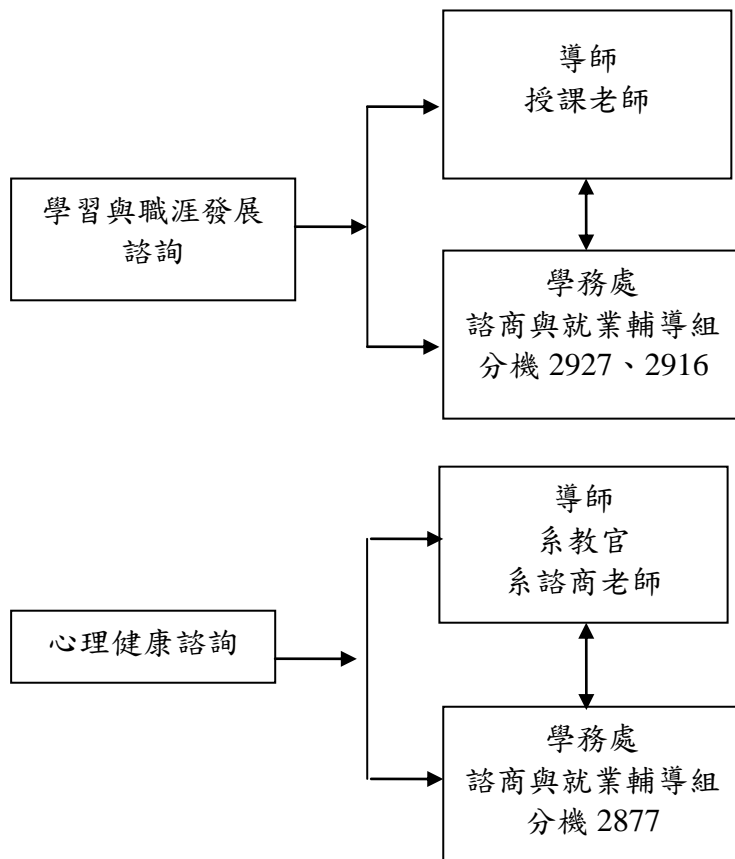 導師
授課老師
學習與職涯發展
諮詢
學務處
諮商與就業輔導組
分機 2927、2916
導師
系教官
系諮商老師
心理健康諮詢
學務處
諮商與就業輔導組
分機 2877